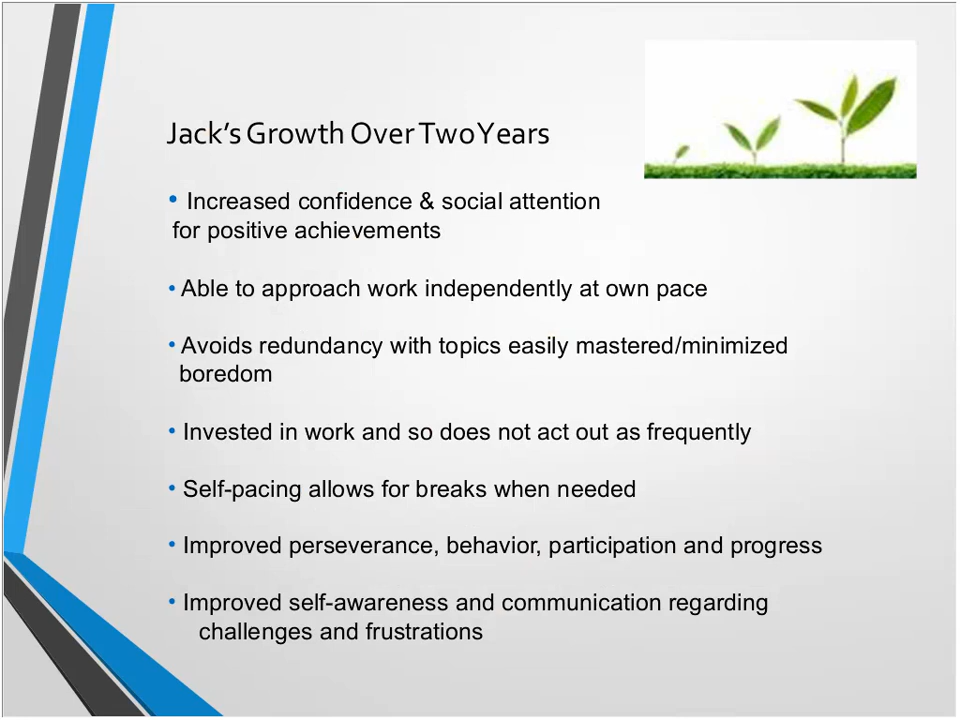 Jack's Growth Over Two Years
• Increased confidence & social attention
for positive achievements
• Able to approach work independently at own pace
• Avoids redundancy with topics easily mastered/minimized
boredom
• Invested in work and so does not act out as frequently
• Self-pacing allows for breaks when needed
• Improved perseverance, behavior, participation and progress
• Improved self-awareness and communication regarding
challenges and frustrations